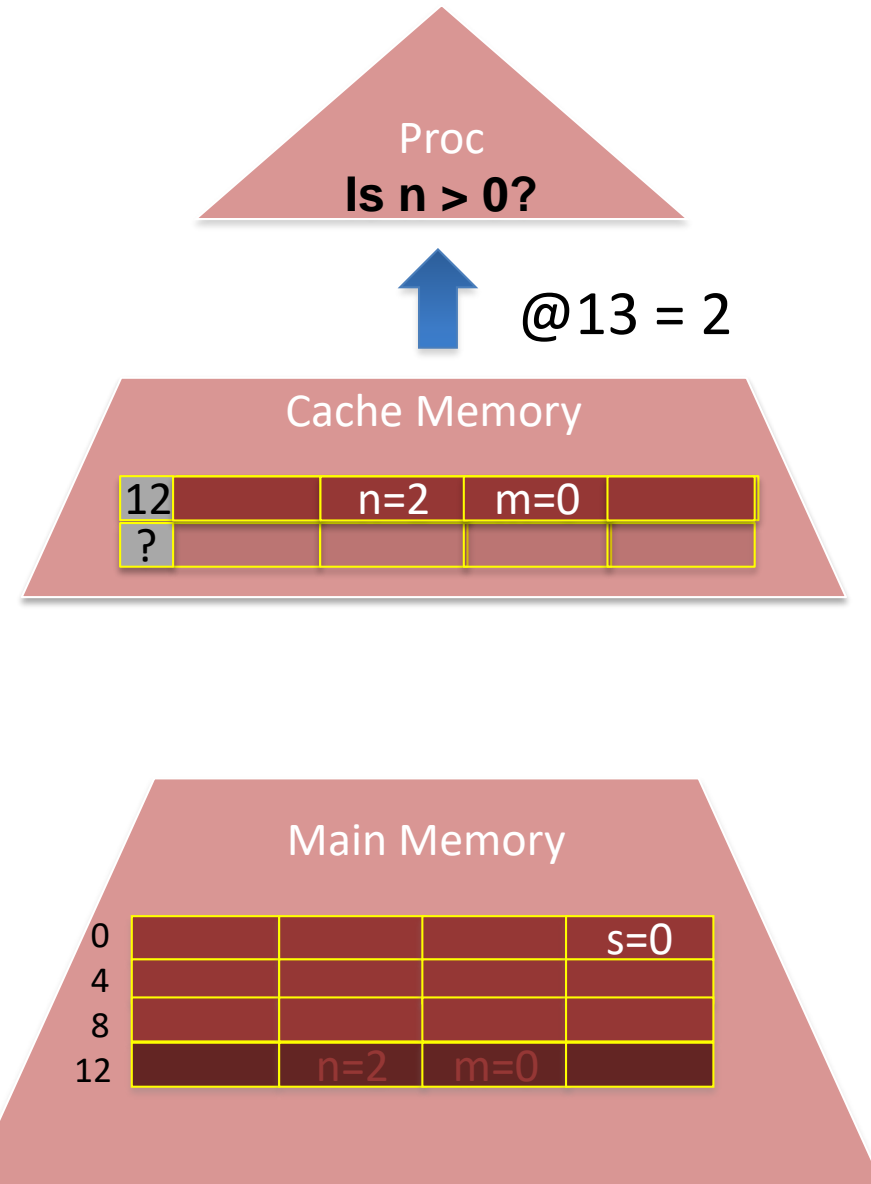 Proc
Is n > 0?
@13 = 2
Cache Memory
12 n=2 m=0
?
Main Memory
0 s=0
4
8
12 n=2 m=0